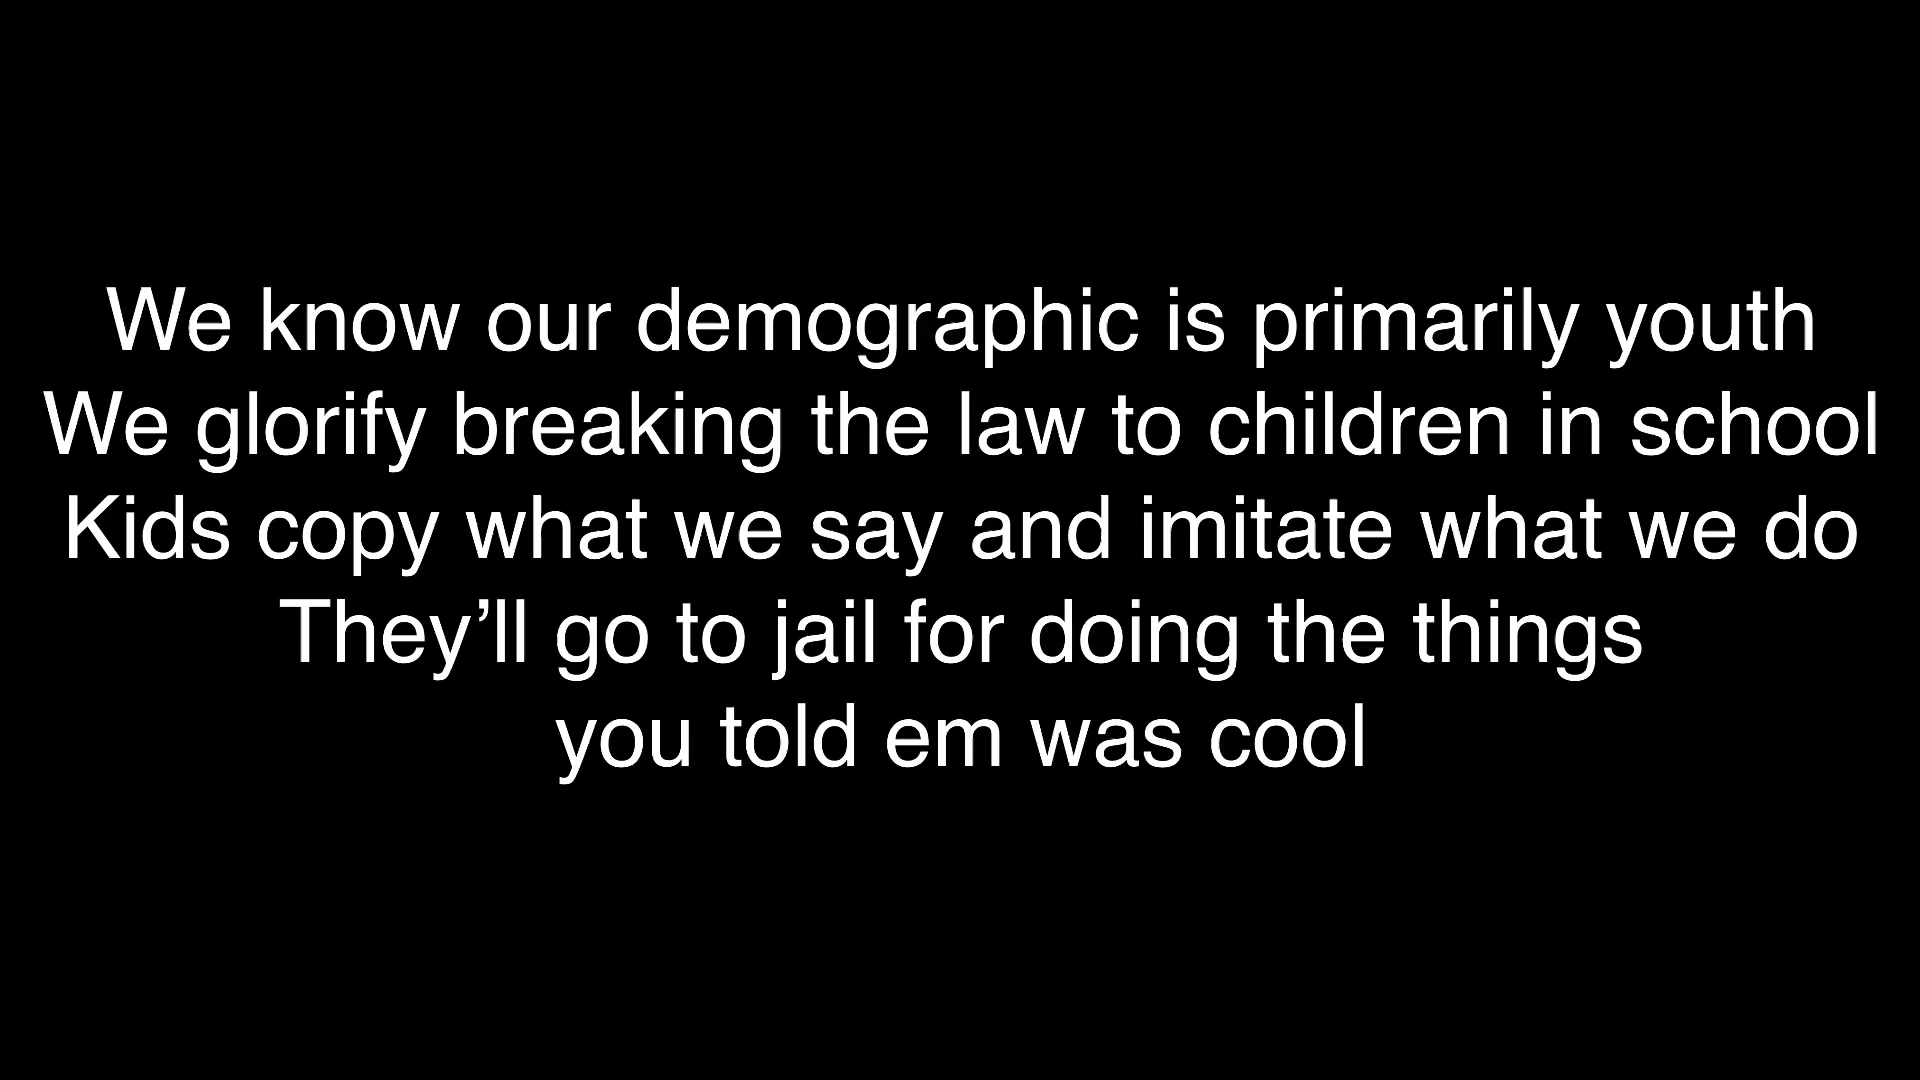 We know our demographic is primarily youth
We glorify breaking the law to children in school
Kids copy what we say and imitate what we do
They’ll go to jail for doing the things
you told em was cool